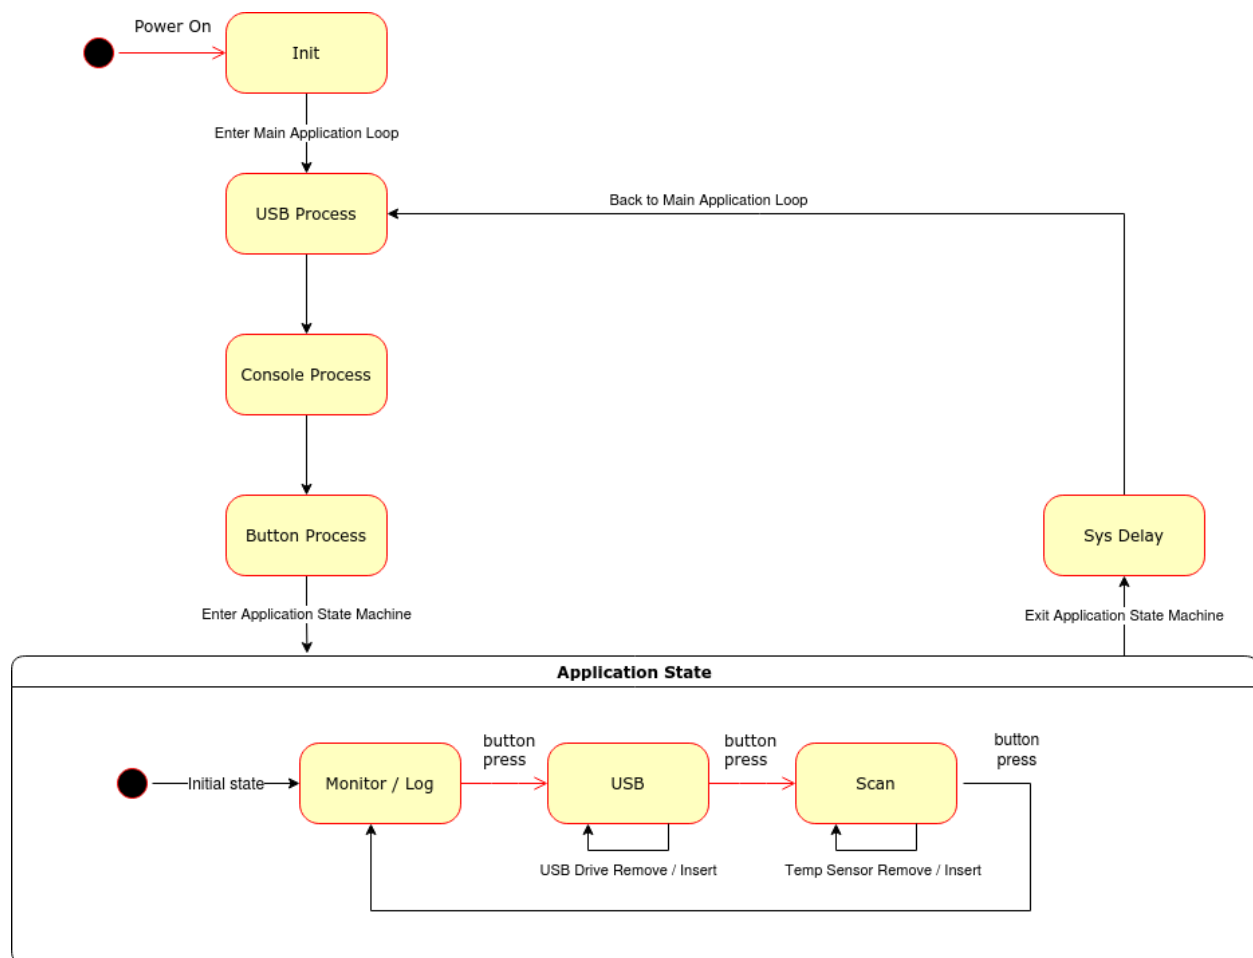 Power On
Init
Enter Main Application Loop
USB Process
Back to Main Application Loop
Console Process
Button Process
Sys Delay
Enter Application State Machine
Exit Application State Machine
Application State
Initial state
Monitor / Log
button
press
USB
button
press
Scan
button
press
USB Drive Remove / Insert
Temp Sensor Remove / Insert